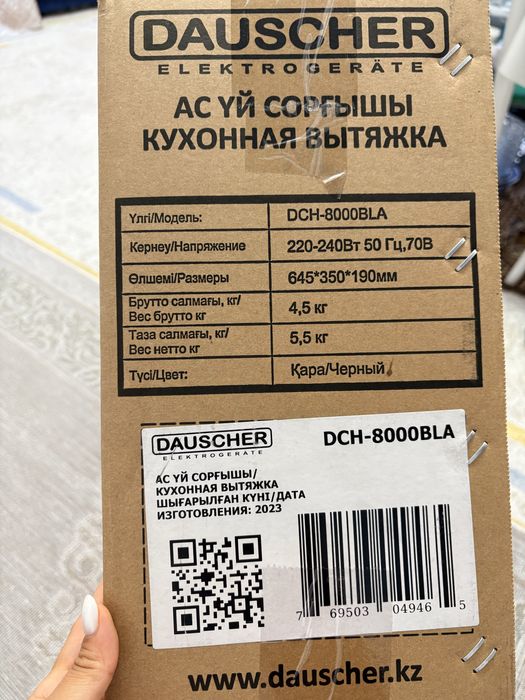 DAUSCHER
ELEKTROGERÄTE
АС ҮЙ СОРҒЫШЫ
КУХОННАЯ ВЫТЯЖКА
Үлгі/Модель: DCH-8000BLA
Кернеу/Напряжение 220-240Вт 50 Гц,70В
Өлшемі/Размеры 645*350*190мм
Брутто салмағы, кг/
Вес брутто кг 4,5 кг
Таза салмағы, кг/
Вес нетто кг 5,5 кг
Түсі/Цвет: Қара/Черный
DAUSCHER
ELEKTROGERÄTE
DCH-8000BLA
АС ҮЙ СОРҒЫШЫ/
КУХОННАЯ ВЫТЯЖКА
ШЫҒАРЫЛҒАН КҮНІ/ДАТА
ИЗГОТОВЛЕНИЯ: 2023
7 69503 04946 5
www.dauscher.kz